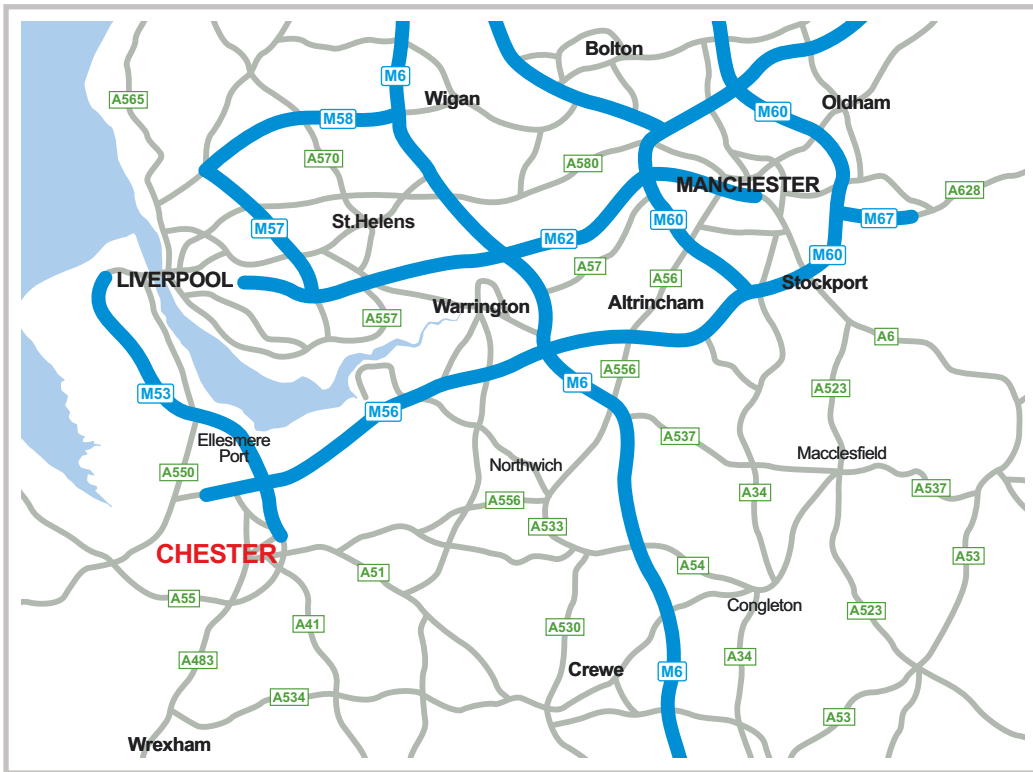 Bolton
M6
A565
Wigan
Oldham
M60
M58
A570
A580
MANCHESTER
A628
St.Helens
M57
M60
M67
M62
M60
A57
A56
LIVERPOOL
Stockport
Altrincham
Warrington
A557
A6
A556
M6
M53
A523
M56
A537
Ellesmere
Port
Macclesfield
Northwich
A550
A537
A34
A556
A533
CHESTER
A53
A54
A51
A55
Congleton
A523
A41
A530
A483
A34
Crewe
M6
A534
A53
Wrexham